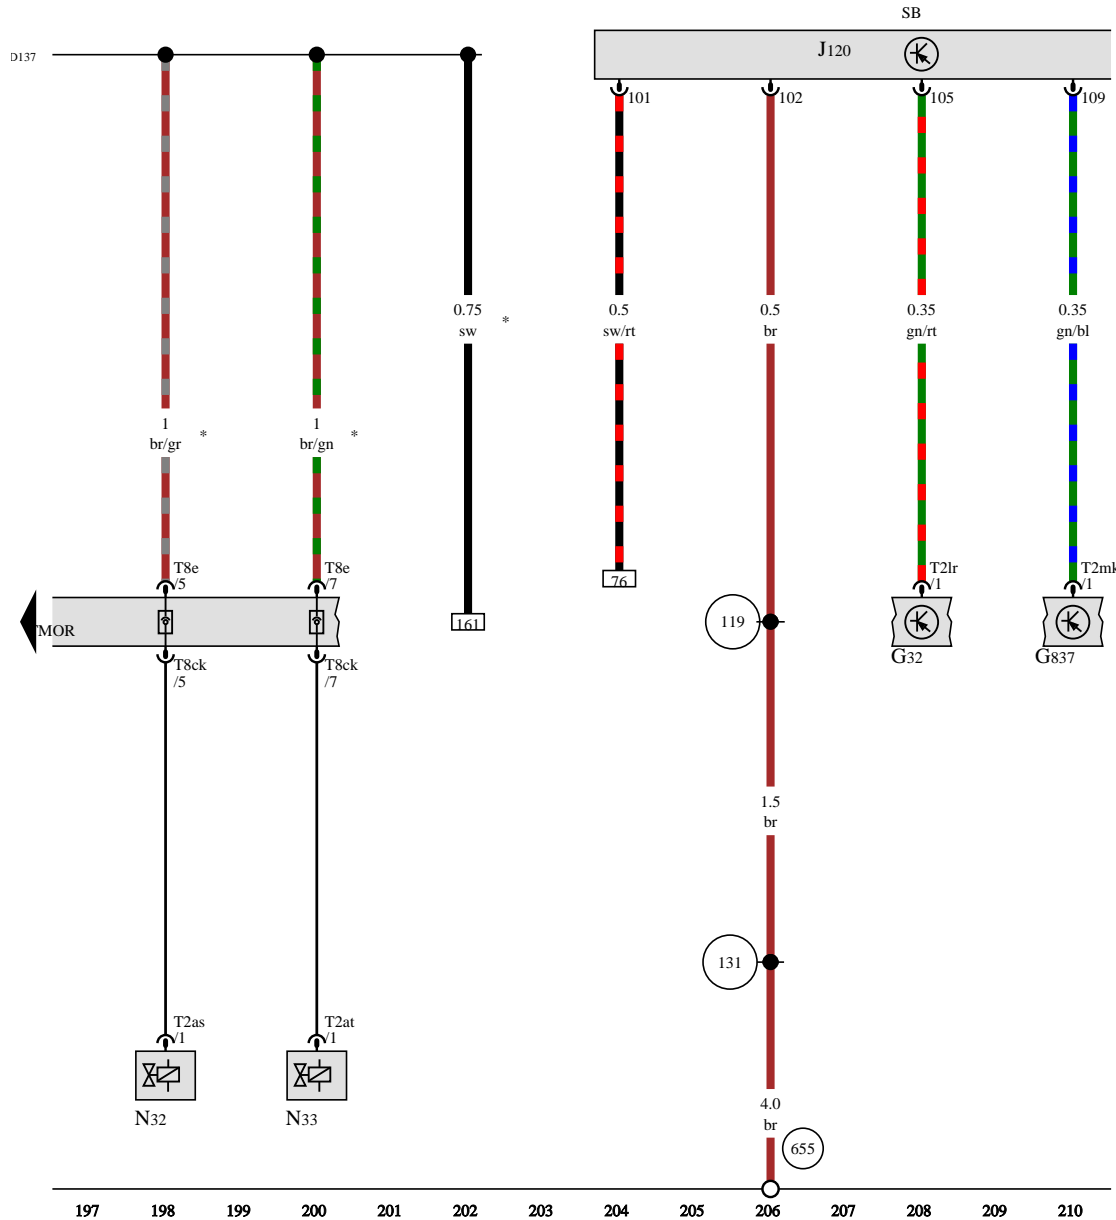 SB
D137
J120
101
102
105
109
0.75
sw
*
0.5
sw/rt
0.5
br
0.35
gn/rt
0.35
gn/bl
1
br/gr
*
1
br/gn
*
T8e
/5
T8e
/7
76
T2lr
/1
T2mk
/1
161
119
TMOR
T8ck
/5
T8ck
/7
G32
G837
1.5
br
131
T2as
/1
T2at
/1
N32
N33
4.0
br
655
197 198 199 200 201 202 203 204 205 206 207 208 209 210